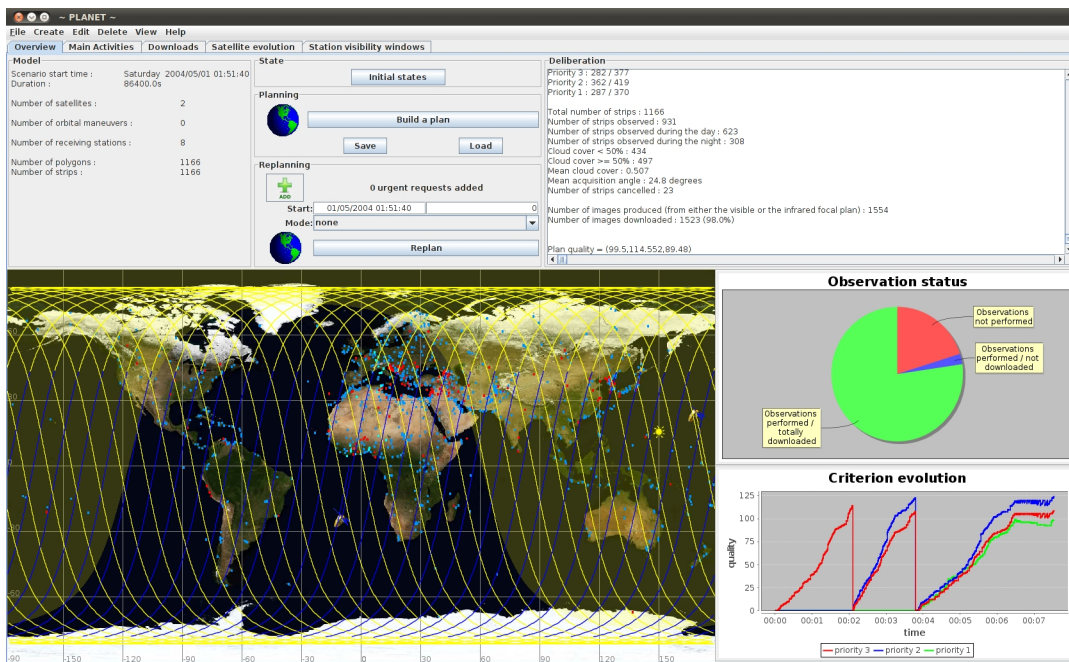 ~ PLANET ~
File Create Edit Delete View Help
Overview Main Activities Downloads Satellite evolution Station visibility windows
Model
Scenario start time : Saturday 2004/05/01 01:51:40
Duration : 86400.0s
Number of satellites : 2
Number of orbital maneuvers : 0
Number of receiving stations : 8
Number of polygons : 1166
Number of strips : 1166
State
Initial states
Planning
Build a plan
Save Load
Replanning
ADD
0 urgent requests added
Start: 01/05/2004 01:51:40 0
Mode: none
Replan
Deliberation
Priority 3 : 282 / 377
Priority 2 : 362 / 419
Priority 1 : 287 / 370
Total number of strips : 1166
Number of strips observed : 931
Number of strips observed during the day : 623
Number of strips observed during the night : 308
Cloud cover < 50% : 434
Cloud cover >= 50% : 497
Mean cloud cover : 0.507
Mean acquisition angle : 24.8 degrees
Number of strips cancelled : 23
Number of images produced (from either the visible or the infrared focal plan) : 1554
Number of images downloaded : 1523 (98.0%)
Plan quality = (99.5,114.552,89.48)
-90 -150 -120 -90 -60 -30 0 30 60 90 120 150
Observation status
Observations not performed
Observations performed / not downloaded
Observations performed / totally downloaded
Criterion evolution
quality
125
100
75
50
25
0
00:00 00:01 00:02 00:03 00:04 00:05 00:06 00:07
time
priority 3 priority 2 priority 1